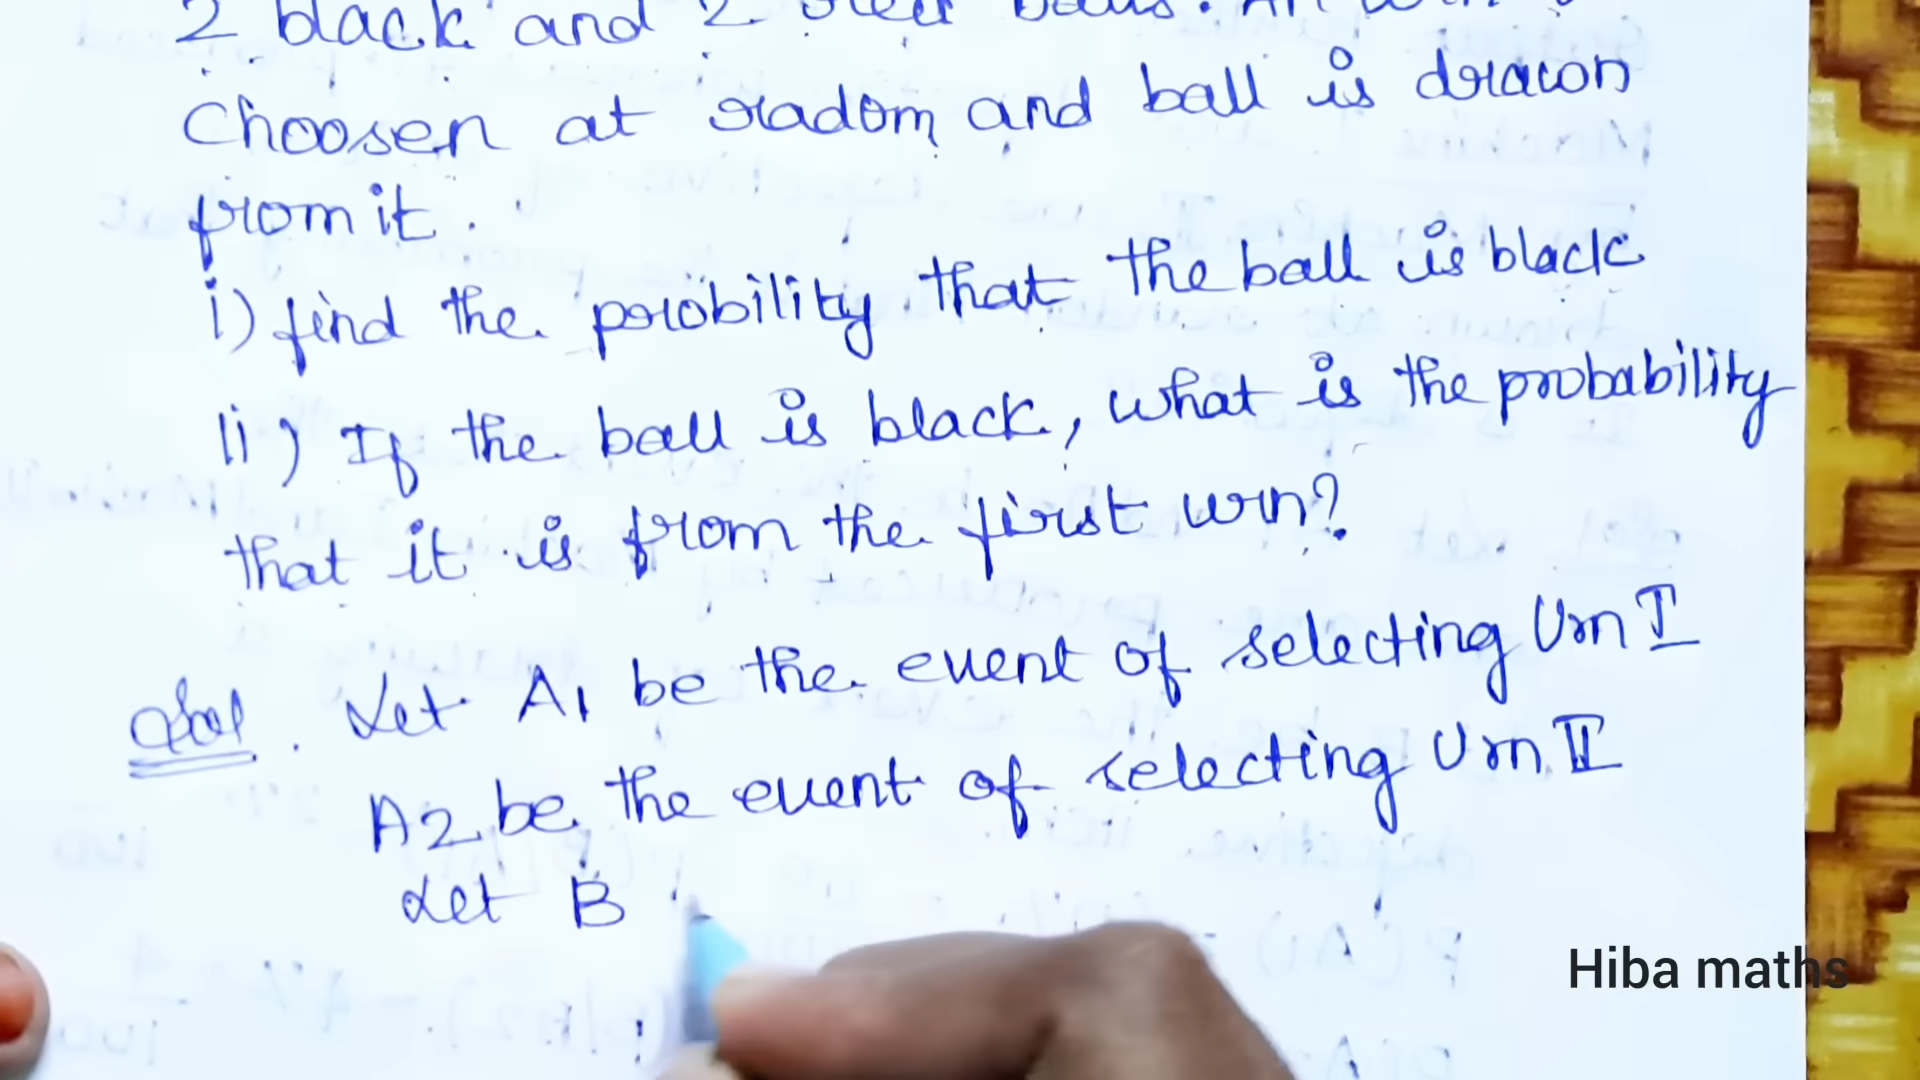 2 black and 2
Choosen at radom and ball is drawn
from it.
i) find the probility that the ball is black
ii) If the ball is black, what is the probability
that it is from the first urn?
Sol. Let A1 be the event of selecting Urn I
A2 be the event of selecting Urn II
Let B
Hiba maths